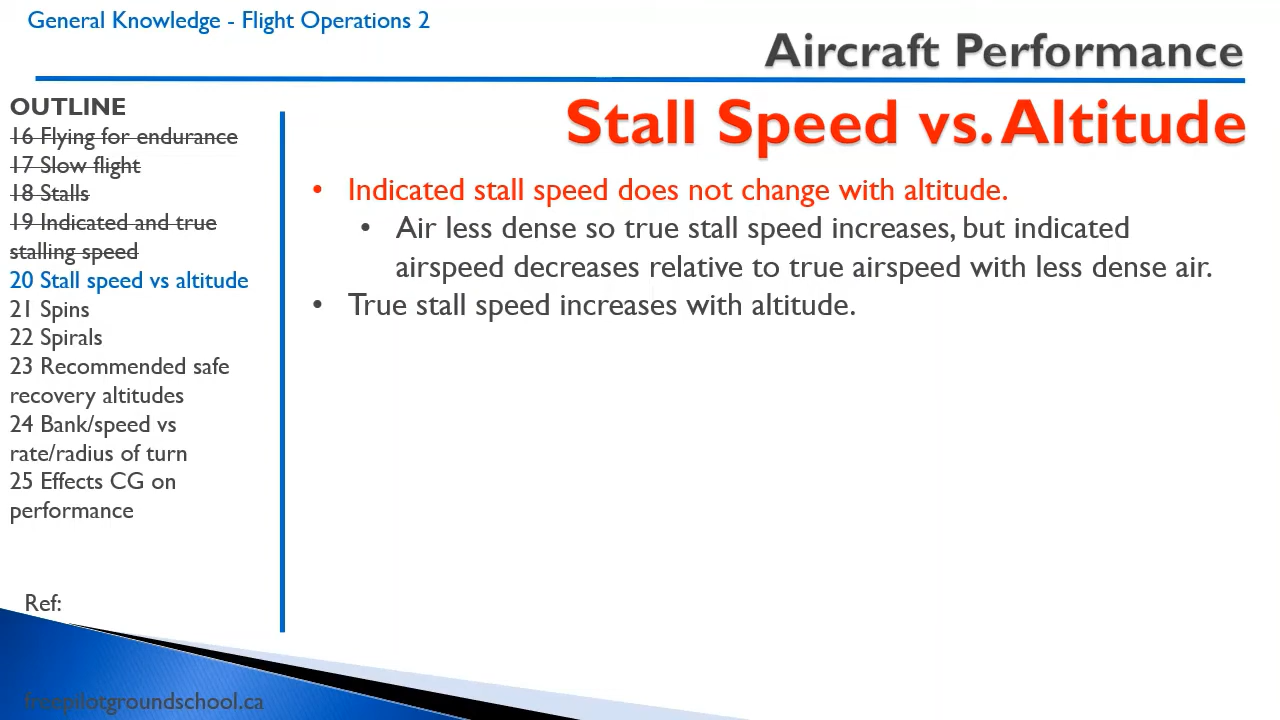 General Knowledge - Flight Operations 2
Aircraft Performance
OUTLINE
16 Flying for endurance
17 Slow flight
18 Stalls
19 Indicated and true
stalling speed
20 Stall speed vs altitude
21 Spins
22 Spirals
23 Recommended safe
recovery altitudes
24 Bank/speed vs
rate/radius of turn
25 Effects CG on
performance
Ref:
freepilotgroundschool.ca
Stall Speed vs. Altitude
• Indicated stall speed does not change with altitude.
• Air less dense so true stall speed increases, but indicated
airspeed decreases relative to true airspeed with less dense air.
• True stall speed increases with altitude.